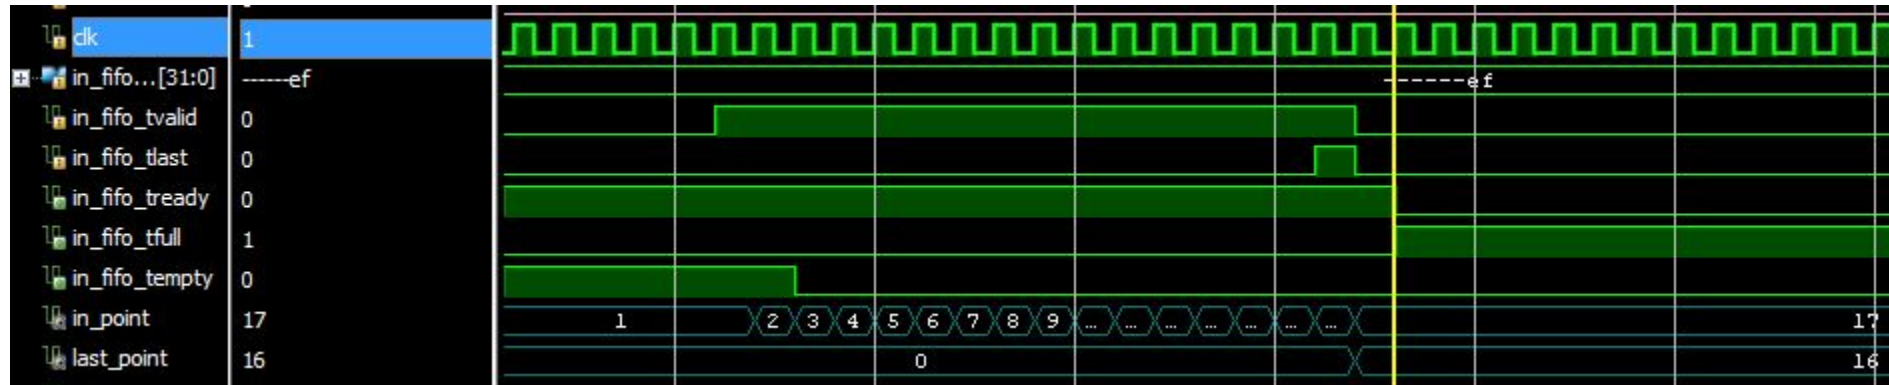 clk 1
in_fifo...[31:0] ------ef ------ef
in_fifo_tvalid 0
in_fifo_tlast 0
in_fifo_tready 0
in_fifo_tfull 1
in_fifo_tempty 0
in_point 17 1 2 3 4 5 6 7 8 9 ... ... ... ... ... ... ... 17
last_point 16 0 16